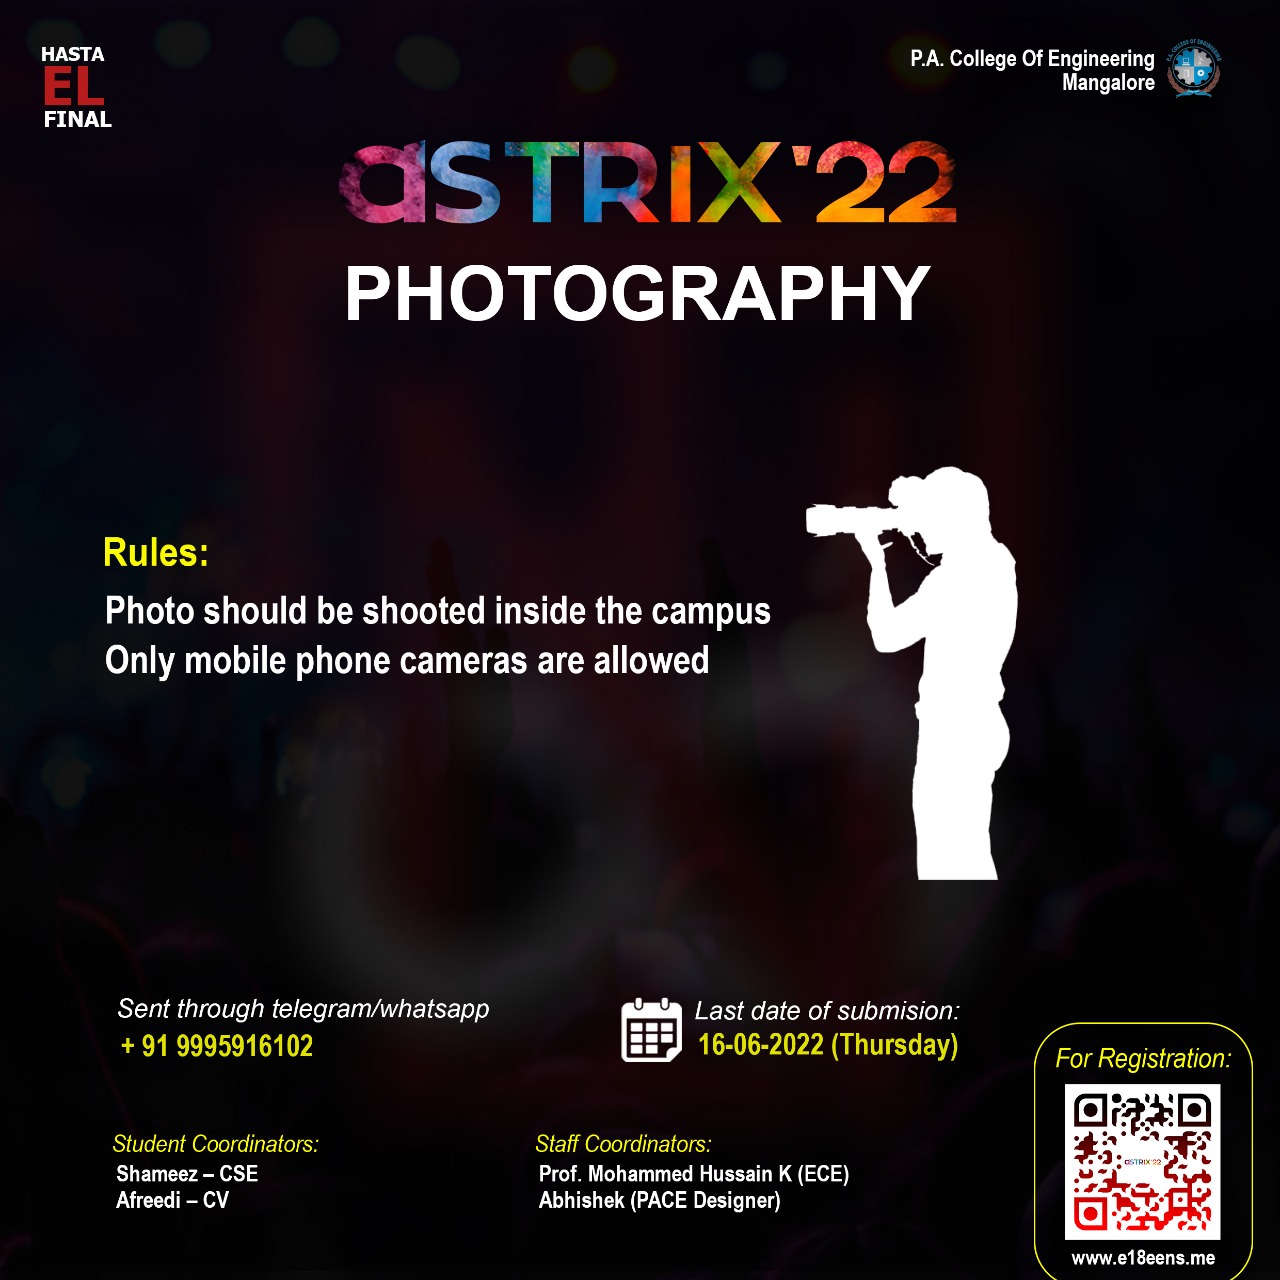 HASTA
EL
FINAL
P.A. College Of Engineering
Mangalore
aSTRIX'22
PHOTOGRAPHY
Rules:
Photo should be shooted inside the campus
Only mobile phone cameras are allowed
Sent through telegram/whatsapp
+ 91 9995916102
Last date of submision:
16-06-2022 (Thursday)
Student Coordinators:
Shameez – CSE
Afreedi – CV
Staff Coordinators:
Prof. Mohammed Hussain K (ECE)
Abhishek (PACE Designer)
For Registration:
aSTRIX'22
www.e18eens.me